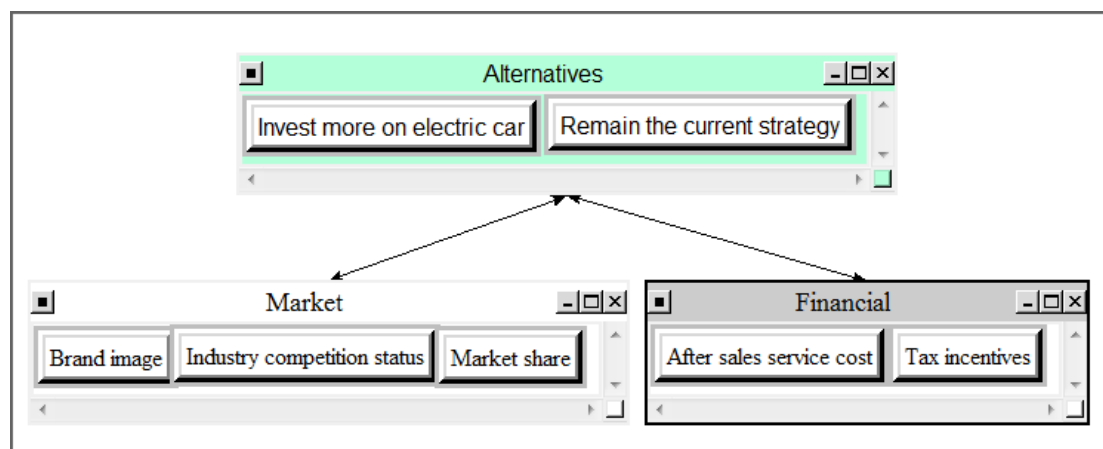 Alternatives
Invest more on electric car Remain the current strategy
Market Financial
Brand image Industry competition status Market share After sales service cost Tax incentives